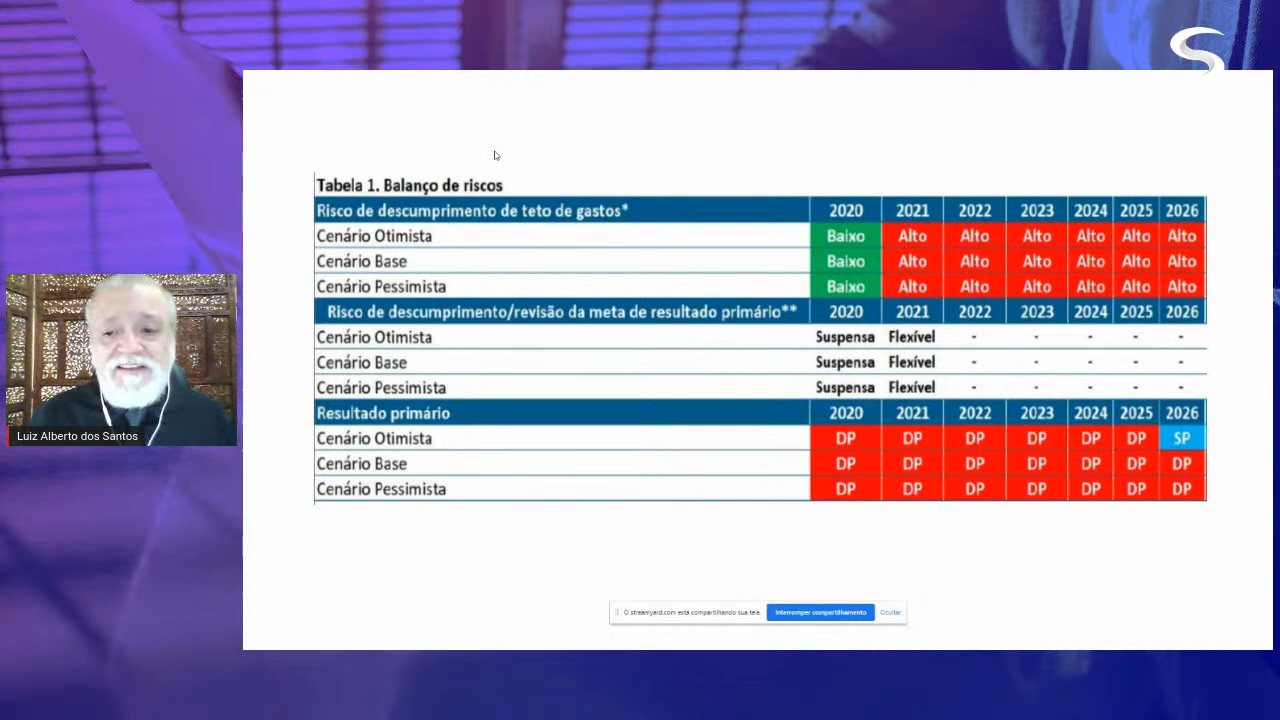 Tabela 1. Balanço de riscos
Risco de descumprimento de teto de gastos* 2020 2021 2022 2023 2024 2025 2026
Cenário Otimista Baixo Alto Alto Alto Alto Alto Alto
Cenário Base Baixo Alto Alto Alto Alto Alto Alto
Cenário Pessimista Baixo Alto Alto Alto Alto Alto Alto
Risco de descumprimento/revisão da meta de resultado primário** 2020 2021 2022 2023 2024 2025 2026
Cenário Otimista Suspensa Flexível - - - - -
Cenário Base Suspensa Flexível - - - - -
Cenário Pessimista Suspensa Flexível - - - - -
Resultado primário 2020 2021 2022 2023 2024 2025 2026
Cenário Otimista DP DP DP DP DP DP SP
Cenário Base DP DP DP DP DP DP DP
Cenário Pessimista DP DP DP DP DP DP DP
Luiz Alberto dos Santos
O streamyard.com está compartilhando sua tela. Interromper compartilhamento Ocultar